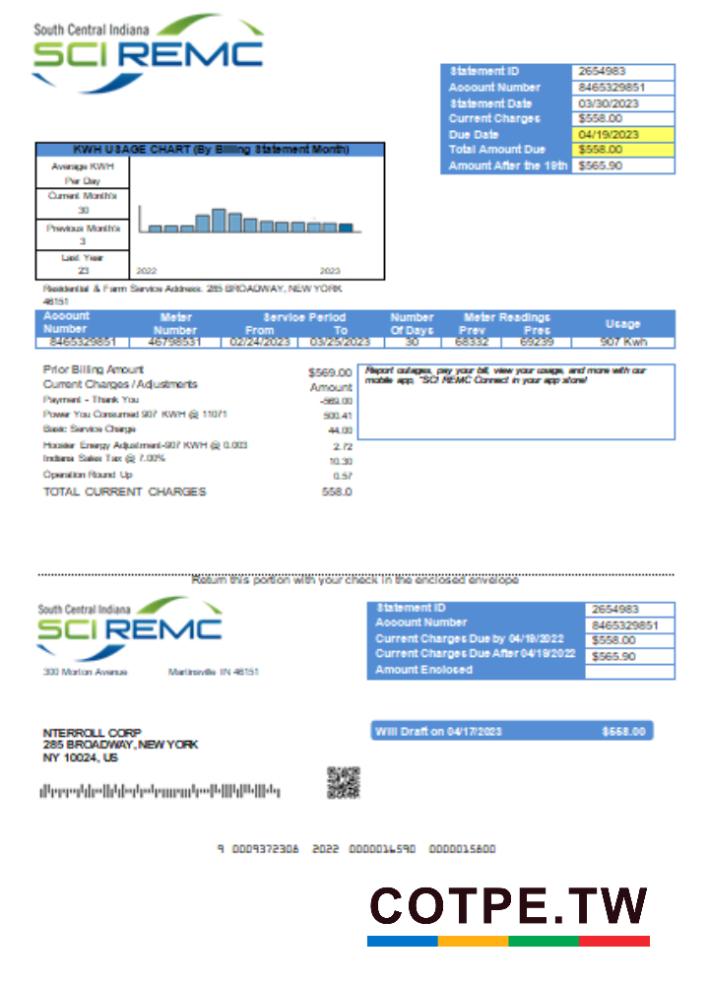 South Central Indiana
SCI REMC
Statement ID 2654983
Account Number 8465329851
Statement Date 03/30/2023
Current Charges $558.00
Due Date 04/19/2023
Total Amount Due $558.00
Amount After the 19th $565.90
KWH USAGE CHART (By Billing Statement Month)
Average KWH
Per Day
Current Month's
30
Previous Month's
3
Last Year
23
2022 2023
Residential & Farm Service Address: 285 BROADWAY, NEW YORK
46151
Account Meter Service Period Number Meter Readings Usage
Number Number From To Of Days Prev Pres
8465329851 46798531 02/24/2023 03/25/2023 30 68332 69239 907 Kwh
Prior Billing Amount $569.00
Current Charges / Adjustments Amount
Payment - Thank You -569.00
Power You Consumed 907 KWH @ 11071 500.41
Basic Service Charge 44.00
Hoosier Energy Adjustment-907 KWH @ 0.003 2.72
Indiana Sales Tax @ 7.00% 10.30
Operation Round Up 0.57
TOTAL CURRENT CHARGES 558.0
Report outages, pay your bill, view your usage, and more with our
mobile app, "SCI REMC Connect in your app store!
Return this portion with your check in the enclosed envelope
South Central Indiana
SCI REMC
300 Morton Avenue Martinsville IN 46151
Statement ID 2654983
Account Number 8465329851
Current Charges Due by 04/19/2022 $558.00
Current Charges Due After 04/19/2022 $565.90
Amount Enclosed
NTERROLL CORP
285 BROADWAY, NEW YORK
NY 10024, US
Will Draft on 04/17/2023 $558.00
9 0009372308 2022 0000016590 0000015800
COTPE.TW